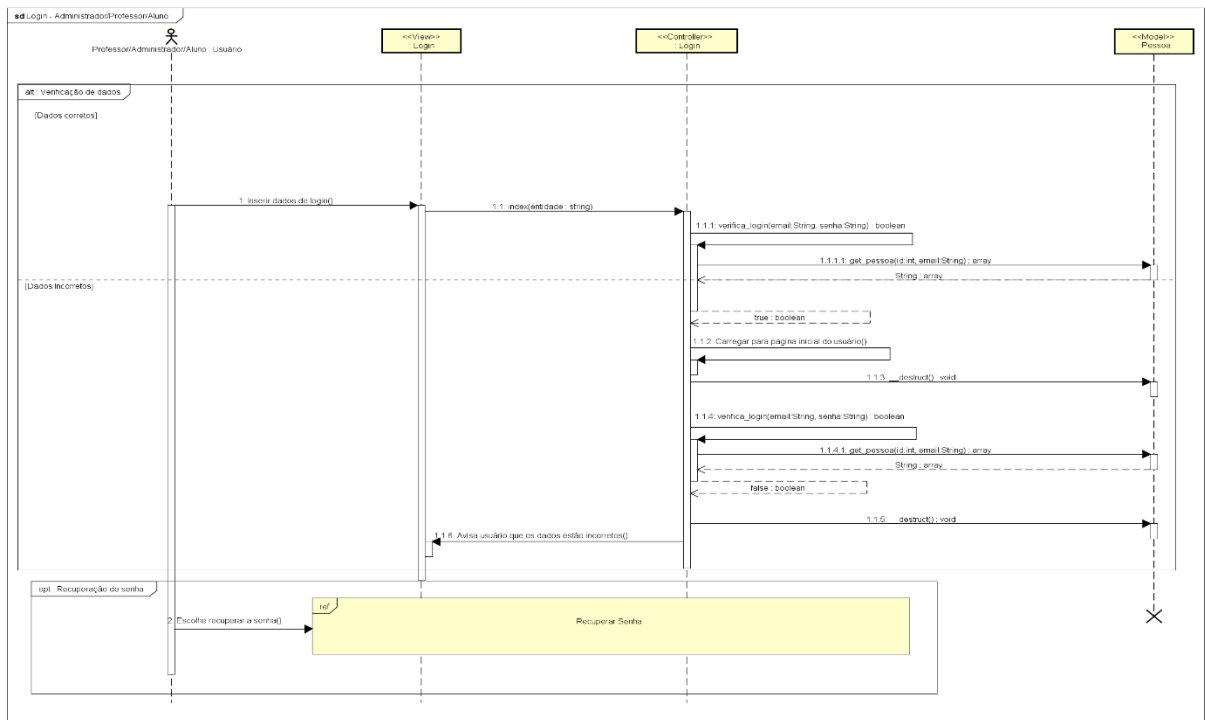 sd Login - Administrador/Professor/Aluno
Professor/Administrador/Aluno : Usuário
<<View>>
: Login
<<Controller>>
: Login
<<Model>>
: Pessoa
alt : Verificação de dados
[Dados corretos]
1: Inserir dados de login()
1.1: index(entidade : string)
1.1.1: verifica_login(email:String, senha:String) : boolean
1.1.1.1: get_pessoa(id:int, email:String) : array
String : array
[Dados Incorretos]
true : boolean
1.1.2: Carregar para pagina inicial do usuário()
1.1.3: __destruct() : void
1.1.4: verifica_login(email:String, senha:String) : boolean
1.1.4.1: get_pessoa(id:int, email:String) : array
String : array
false : boolean
1.1.5: __destruct() : void
1.1.6: Avisa usuário que os dados estão incorretos()
opt : Recuperação de senha
ref
2: Escolhe recuperar a senha()
Recuperar Senha